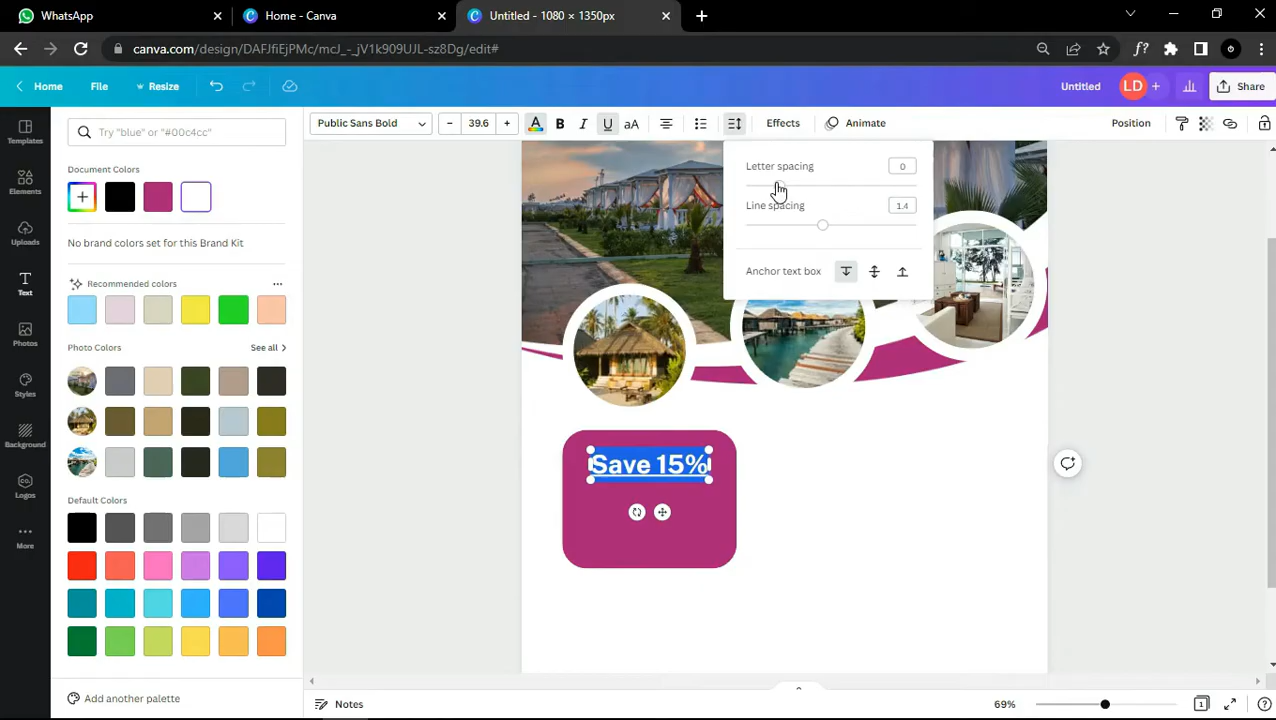 WhatsApp
Home - Canva
Untitled - 1080 × 1350px
canva.com/design/DAFJfiEjPMc/mcJ_-_jV1k909UJL-sz8Dg/edit#
Home
File
Resize
Untitled
LD
+
Share
Templates
Elements
Uploads
Text
Photos
Styles
Background
Logos
More
Try "blue" or "#00c4cc"
Document Colors
No brand colors set for this Brand Kit
Recommended colors
Photo Colors
See all
Default Colors
Add another palette
Public Sans Bold
– 39.6 +
A
B
I
U
aA
Effects
Animate
Position
Letter spacing
0
Line spacing
1.4
Anchor text box
Save 15%
Notes
69%
1